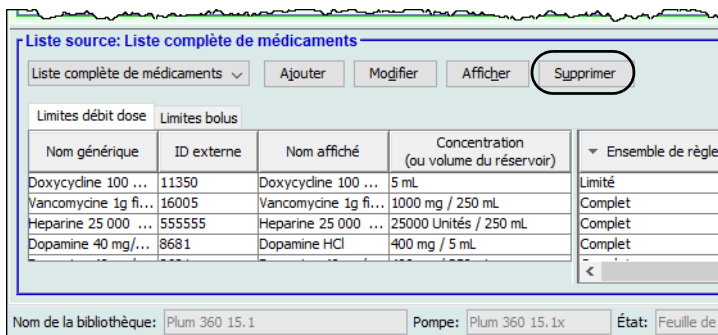 Liste source: Liste complète de médicaments
Liste complète de médicaments Ajouter Modifier Afficher Supprimer
Limites débit dose Limites bolus
Nom générique ID externe Nom affiché Concentration (ou volume du réservoir) Ensemble de règle
Doxycycline 100 ... 11350 Doxycycline 100 ... 5 mL Limité
Vancomycine 1g fi... 16005 Vancomycine 1g fi... 1000 mg / 250 mL Complet
Heparine 25 000 ... 555555 Heparine 25 000 ... 25000 Unités / 250 mL Complet
Dopamine 40 mg/... 8681 Dopamine HCl 400 mg / 5 mL Complet
Nom de la bibliothèque: Plum 360 15.1 Pompe: Plum 360 15.1x État: Feuille de